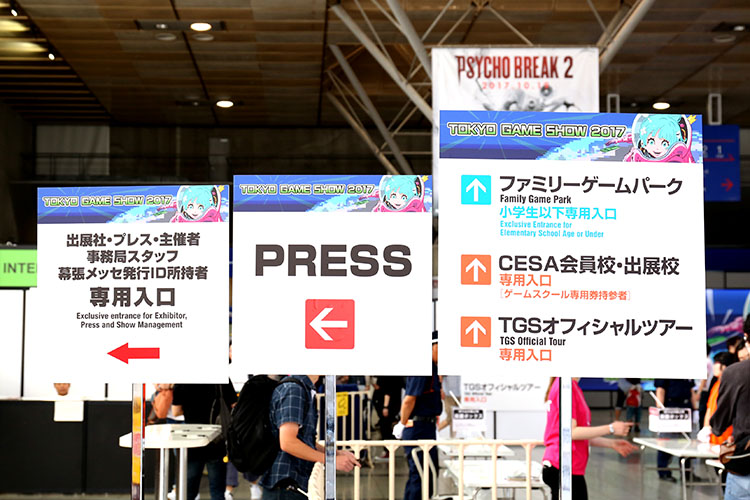 PSYCHO BREAK 2
TOKYO GAME SHOW 2017
出展社・プレス・主催者
事務局スタッフ
幕張メッセ発行ID所持者
専用入口
Exclusive entrance for Exhibitor,
Press and Show Management
TOKYO GAME SHOW 2017
PRESS
TOKYO GAME SHOW 2017
ファミリーゲームパーク
Family Game Park
小学生以下専用入口
Exclusive Entrance for
Elementary School Age or Under
CESA会員校・出展校
専用入口
[ゲームスクール専用券持参者]
TGSオフィシャルツアー
TGS Official Tour
専用入口
INTE
TGSオフィシャルツアー